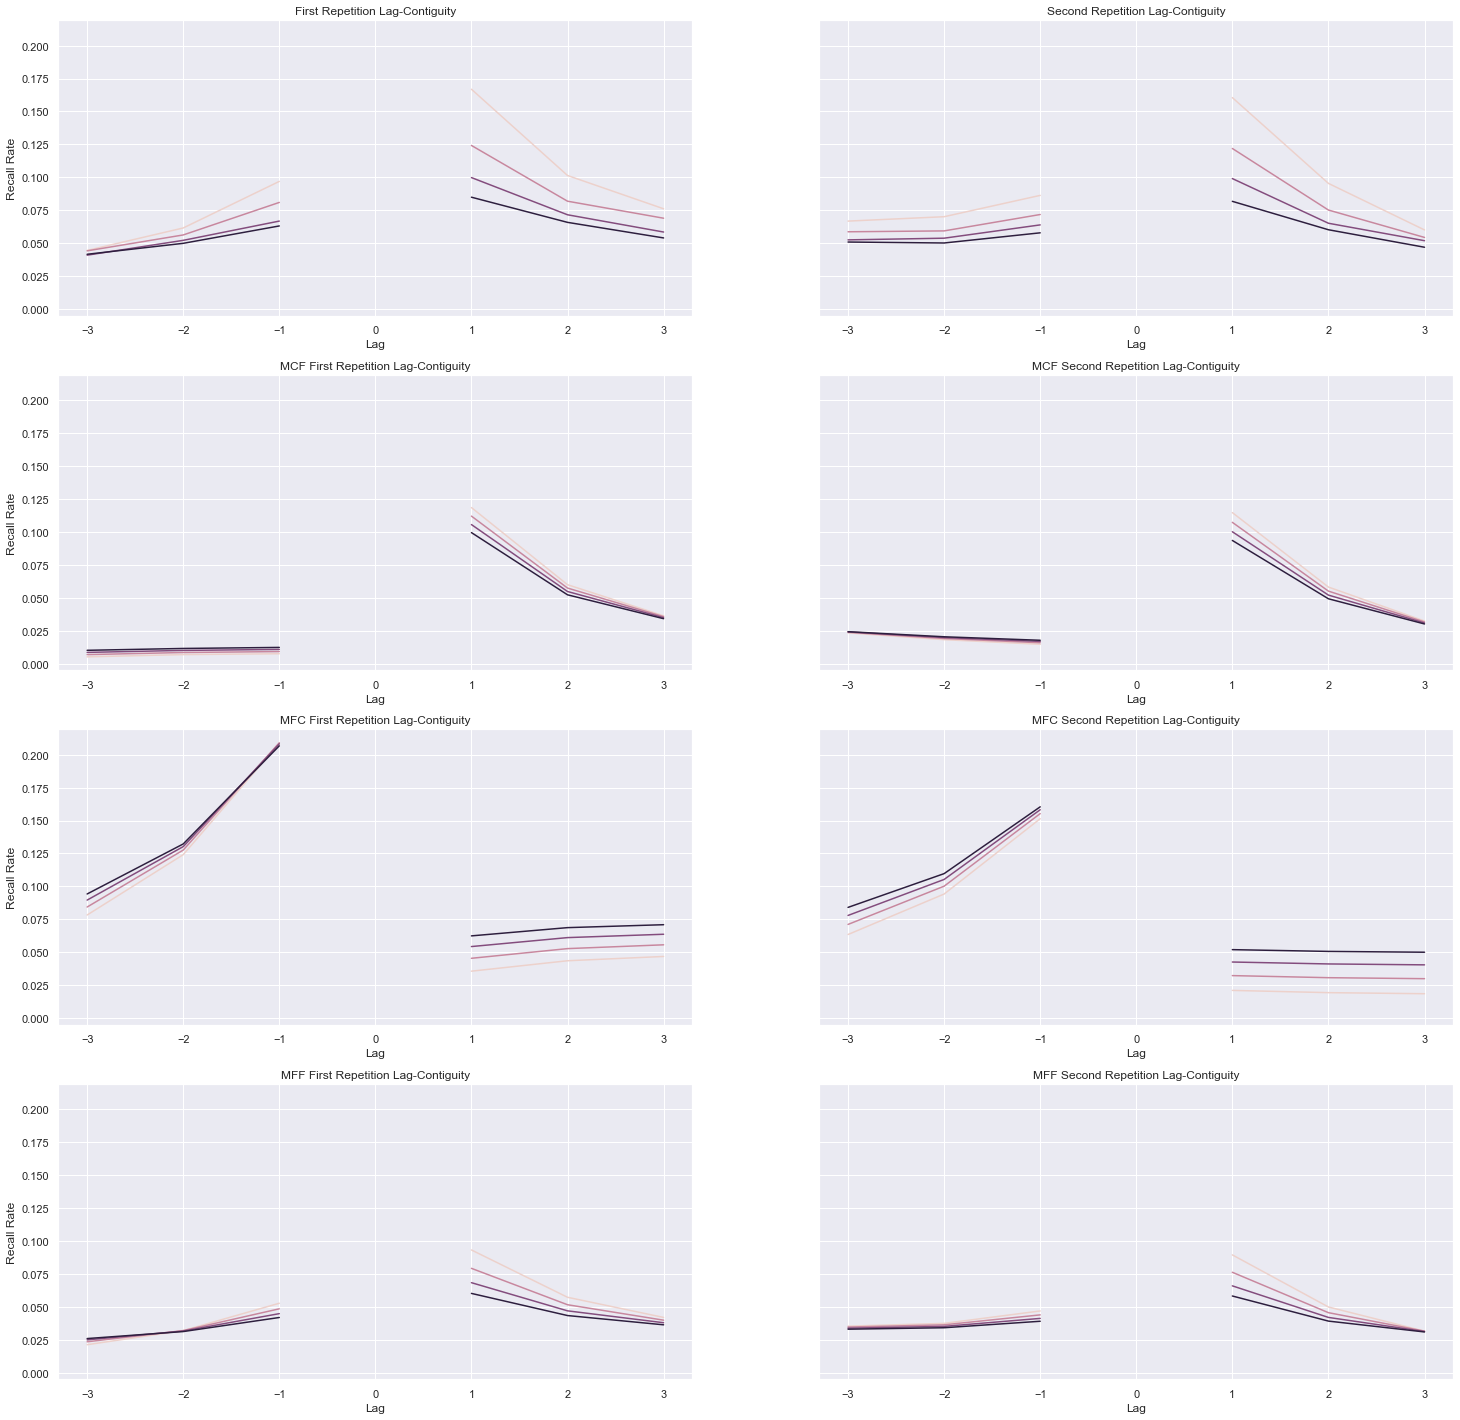 First Repetition Lag-Contiguity
Recall Rate
0.200
0.175
0.150
0.125
0.100
0.075
0.050
0.025
0.000
−3 −2 −1 0 1 2 3
Lag
Second Repetition Lag-Contiguity
−3 −2 −1 0 1 2 3
Lag
MCF First Repetition Lag-Contiguity
Recall Rate
0.200
0.175
0.150
0.125
0.100
0.075
0.050
0.025
0.000
−3 −2 −1 0 1 2 3
Lag
MCF Second Repetition Lag-Contiguity
−3 −2 −1 0 1 2 3
Lag
MFC First Repetition Lag-Contiguity
Recall Rate
0.200
0.175
0.150
0.125
0.100
0.075
0.050
0.025
0.000
−3 −2 −1 0 1 2 3
Lag
MFC Second Repetition Lag-Contiguity
−3 −2 −1 0 1 2 3
Lag
MFF First Repetition Lag-Contiguity
Recall Rate
0.200
0.175
0.150
0.125
0.100
0.075
0.050
0.025
0.000
−3 −2 −1 0 1 2 3
Lag
MFF Second Repetition Lag-Contiguity
−3 −2 −1 0 1 2 3
Lag